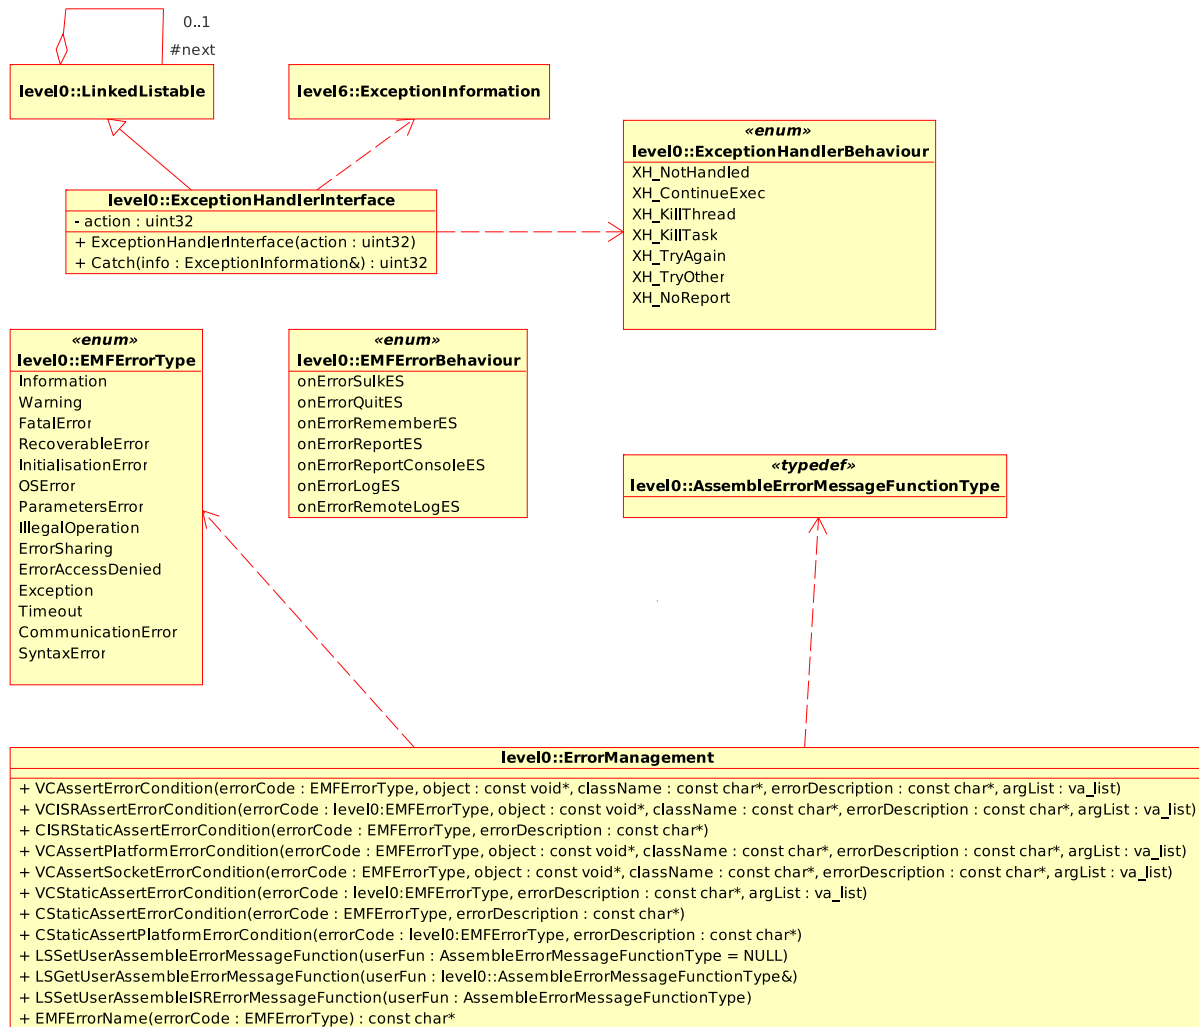 0..1
#next
level0::LinkedListable
level6::ExceptionInformation
«enum»
level0::ExceptionHandlerBehaviour
XH_NotHandled
XH_ContinueExec
XH_KillThread
XH_KillTask
XH_TryAgain
XH_TryOther
XH_NoReport
level0::ExceptionHandlerInterface
- action : uint32
+ ExceptionHandlerInterface(action : uint32)
+ Catch(info : ExceptionInformation&) : uint32
«enum»
level0::EMFErrorType
Information
Warning
FatalError
RecoverableError
InitialisationError
OSError
ParametersError
IllegalOperation
ErrorSharing
ErrorAccessDenied
Exception
Timeout
CommunicationError
SyntaxError
«enum»
level0::EMFErrorBehaviour
onErrorSulkES
onErrorQuitES
onErrorRememberES
onErrorReportES
onErrorReportConsoleES
onErrorLogES
onErrorRemoteLogES
«typedef»
level0::AssembleErrorMessageFunctionType
level0::ErrorManagement
+ VCAssertErrorCondition(errorCode : EMFErrorType, object : const void*, className : const char*, errorDescription : const char*, argList : va_list)
+ VCISRAssertErrorCondition(errorCode : level0:EMFErrorType, object : const void*, className : const char*, errorDescription : const char*, argList : va_list)
+ CISRStaticAssertErrorCondition(errorCode : EMFErrorType, errorDescription : const char*)
+ VCAssertPlatformErrorCondition(errorCode : EMFErrorType, object : const void*, className : const char*, errorDescription : const char*, argList : va_list)
+ VCAssertSocketErrorCondition(errorCode : EMFErrorType, object : const void*, className : const char*, errorDescription : const char*, argList : va_list)
+ VCStaticAssertErrorCondition(errorCode : level0:EMFErrorType, errorDescription : const char*, argList : va_list)
+ CStaticAssertErrorCondition(errorCode : EMFErrorType, errorDescription : const char*)
+ CStaticAssertPlatformErrorCondition(errorCode : level0:EMFErrorType, errorDescription : const char*)
+ LSSetUserAssembleErrorMessageFunction(userFun : AssembleErrorMessageFunctionType = NULL)
+ LSGetUserAssembleErrorMessageFunction(userFun : level0::AssembleErrorMessageFunctionType&)
+ LSSetUserAssembleISRErrorMessageFunction(userFun : AssembleErrorMessageFunctionType)
+ EMFErrorName(errorCode : EMFErrorType) : const char*